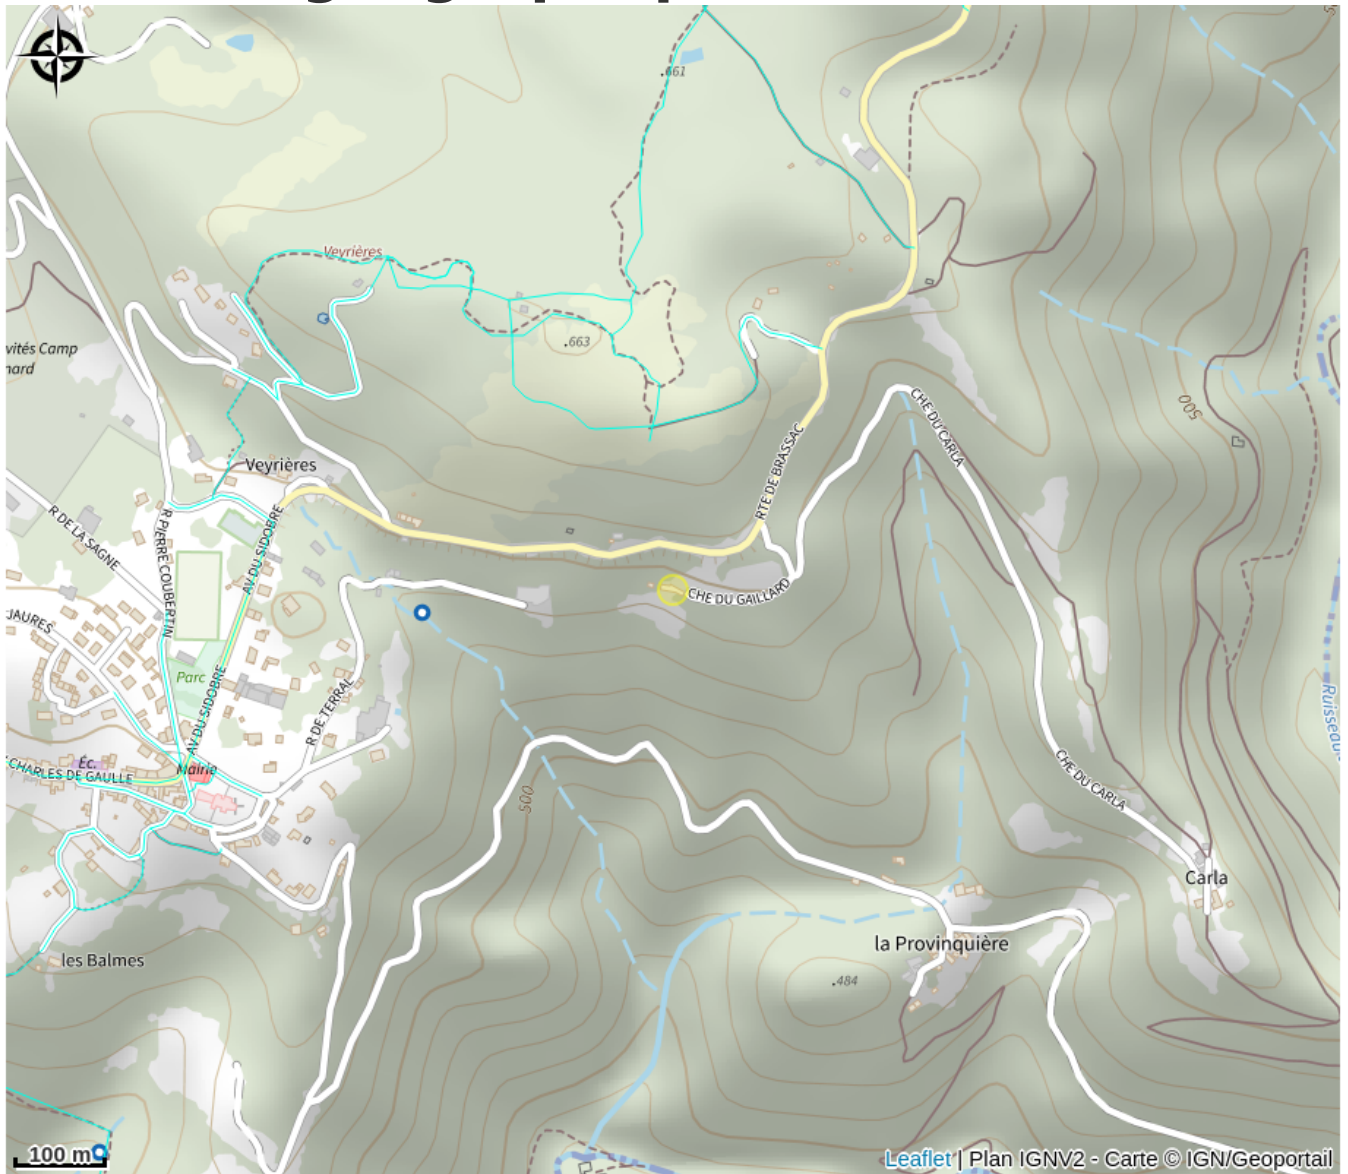 .661
Veyrières
.663
vités Camp
nard
500
CHE DU CARLA
RTE DE BRASSAC
Veyrières
R DE LA SAGNE
R PIERRE COUBERTIN
AV DU SIDOBRE
CHE DU GAILLARD
JAURES
Parc
AV DU SIDOBRE
R DE TERRAL
Ruisseau
Éc.
Mairie
CHARLES DE GAULLE
CHE DU CARLA
500
Carla
la Provinquière
les Balmes
.484
100 m
Leaflet | Plan IGNV2 - Carte © IGN/Geoportail